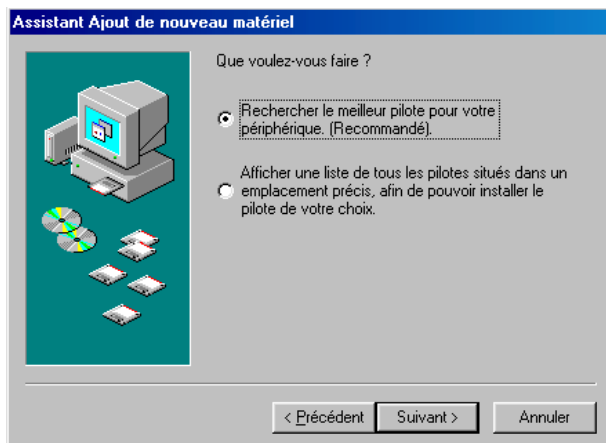 Assistant Ajout de nouveau matériel
Que voulez-vous faire ?
Rechercher le meilleur pilote pour votre
périphérique. (Recommandé).
Afficher une liste de tous les pilotes situés dans un
emplacement précis, afin de pouvoir installer le
pilote de votre choix.
< Précédent Suivant > Annuler